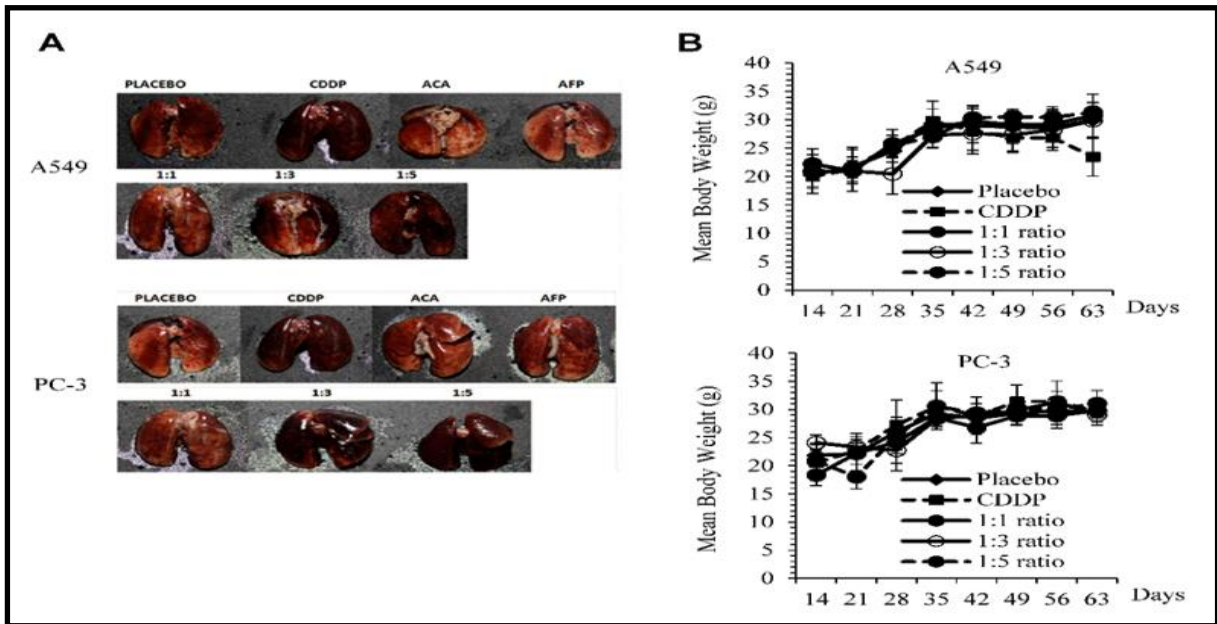 A
PLACEBO CDDP ACA AFP
A549
1:1 1:3 1:5
PLACEBO CDDP ACA AFP
PC-3
1:1 1:3 1:5
B
A549
Mean Body Weight (g)
40
35
30
25
20
15
10
5
0
Placebo
CDDP
1:1 ratio
1:3 ratio
1:5 ratio
14 21 28 35 42 49 56 63 Days
PC-3
Mean Body Weight (g)
40
35
30
25
20
15
10
5
0
Placebo
CDDP
1:1 ratio
1:3 ratio
1:5 ratio
14 21 28 35 42 49 56 63 Days